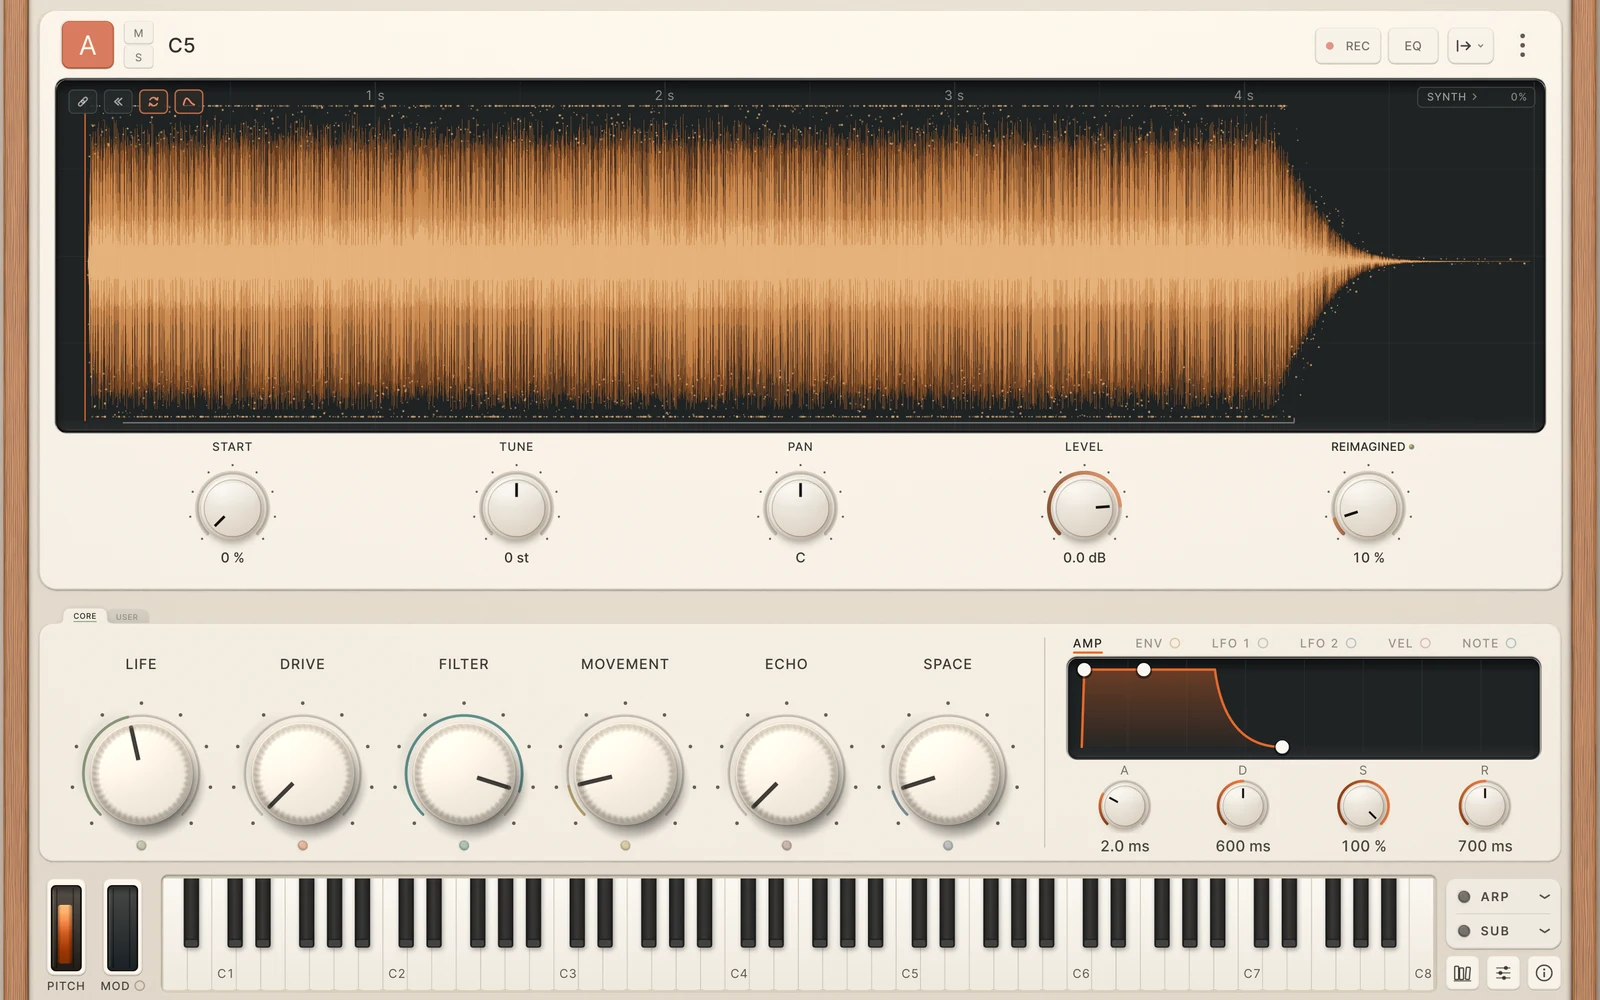 A
M
S
C5
REC
EQ
1 s
2 s
3 s
4 s
SYNTH
0%
START
TUNE
PAN
LEVEL
REIMAGINED
0 %
0 st
C
0.0 dB
10 %
CORE
USER
LIFE
DRIVE
FILTER
MOVEMENT
ECHO
SPACE
AMP
ENV
LFO 1
LFO 2
VEL
NOTE
A
D
S
R
2.0 ms
600 ms
100 %
700 ms
PITCH
MOD
C1
C2
C3
C4
C5
C6
C7
C8
ARP
SUB